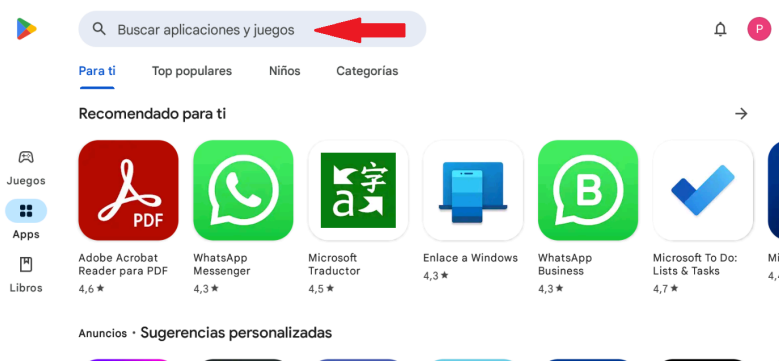 Buscar aplicaciones y juegos
P
Para ti
Top populares
Niños
Categorías
Recomendado para ti
Juegos
Apps
Libros
PDF
字
a
B
Adobe Acrobat
Reader para PDF
4,6 ★
WhatsApp
Messenger
4,3 ★
Microsoft
Traductor
4,5 ★
Enlace a Windows
4,3 ★
WhatsApp
Business
4,3 ★
Microsoft To Do:
Lists & Tasks
4,7 ★
Anuncios • Sugerencias personalizadas